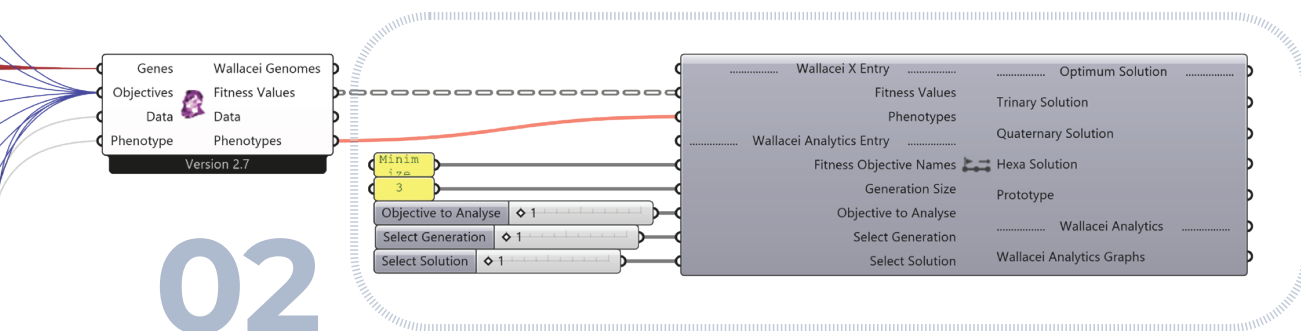 Genes
Objectives
Data
Phenotype
Wallacei Genomes
Fitness Values
Data
Phenotypes
Version 2.7
02
Minim
ize
3
Objective to Analyse 1
Select Generation 1
Select Solution 1
Wallacei X Entry
Fitness Values
Phenotypes
Wallacei Analytics Entry
Fitness Objective Names
Generation Size
Objective to Analyse
Select Generation
Select Solution
Optimum Solution
Trinary Solution
Quaternary Solution
Hexa Solution
Prototype
Wallacei Analytics
Wallacei Analytics Graphs